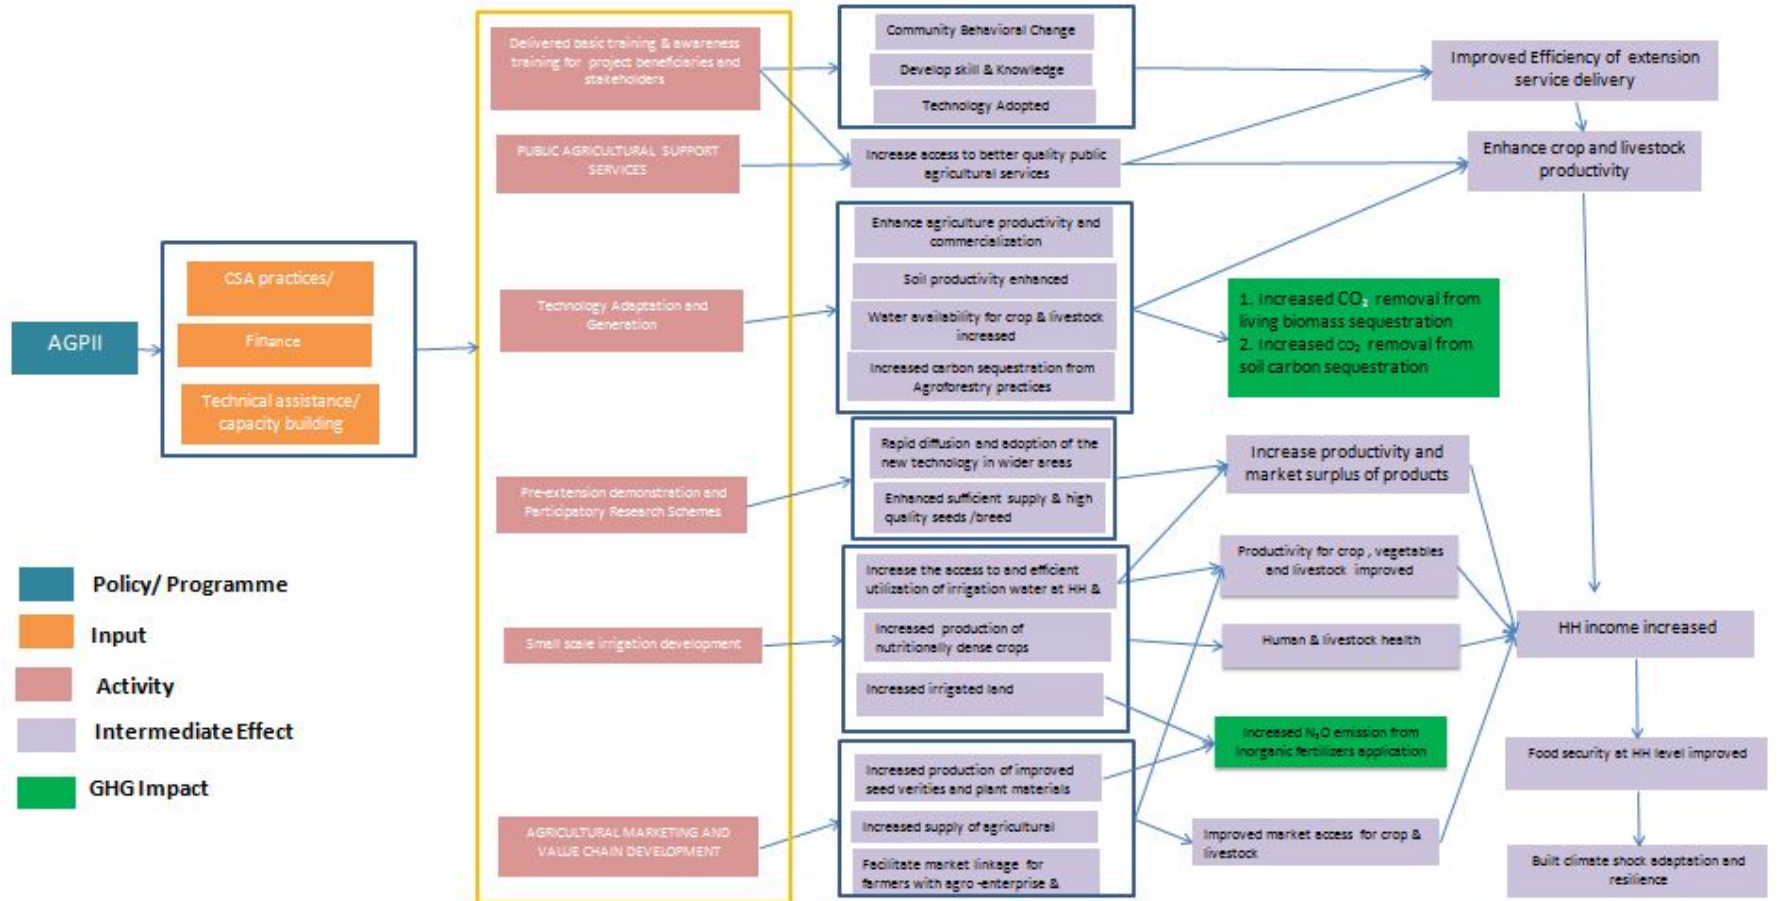 AGPII
CSA practices/
Finance
Technical assistance/
capacity building
Delivered basic training & awareness
training for project beneficiaries and
stakeholders
PUBLIC AGRICULTURAL SUPPORT
SERVICES
Technology Adaptation and
Generation
Pre-extension demonstration and
Participatory Research Schemes
Small scale irrigation development
AGRICULTURAL MARKETING AND
VALUE CHAIN DEVELOPMENT
Community Behavioral Change
Develop skill & Knowledge
Technology Adopted
Increase access to better quality public
agricultural services
Enhance agriculture productivity and
commercialization
Soil productivity enhanced
Water availability for crop & livestock
increased
Increased carbon sequestration from
Agroforestry practices
Rapid diffusion and adoption of the
new technology in wider areas
Enhanced sufficient supply & high
quality seeds /breed
Increase the access to and efficient
utilization of irrigation water at HH &
Increased production of
nutritionally dense crops
Increased irrigated land
Increased production of improved
seed verities and plant materials
Increased supply of agricultural
Facilitate market linkage for
farmers with agro -enterprise &
Improved Efficiency of extension
service delivery
Enhance crop and livestock
productivity
1. Increased CO₂ removal from
living biomass sequestration
2. Increased co₂ removal from
soil carbon sequestration
Increase productivity and
market surplus of products
Productivity for crop , vegetables
and livestock improved
Human & livestock health
Increased N₂O emission from
inorganic fertilizers application
Improved market access for crop &
livestock
HH income increased
Food security at HH level improved
Built climate shock adaptation and
resilience
Policy/ Programme
Input
Activity
Intermediate Effect
GHG Impact